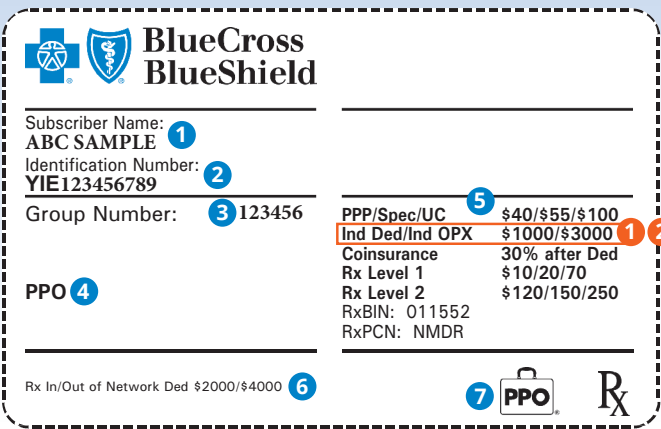 BlueCross
BlueShield
Subscriber Name:
ABC SAMPLE 1
Identification Number:
YIE123456789 2
Group Number: 3 123456
PPO 4
Rx In/Out of Network Ded $2000/$4000 6
5
PPP/Spec/UC $40/$55/$100
Ind Ded/Ind OPX $1000/$3000 1 2
Coinsurance 30% after Ded
Rx Level 1 $10/20/70
Rx Level 2 $120/150/250
RxBIN: 011552
RxPCN: NMDR
7 PPO Rx